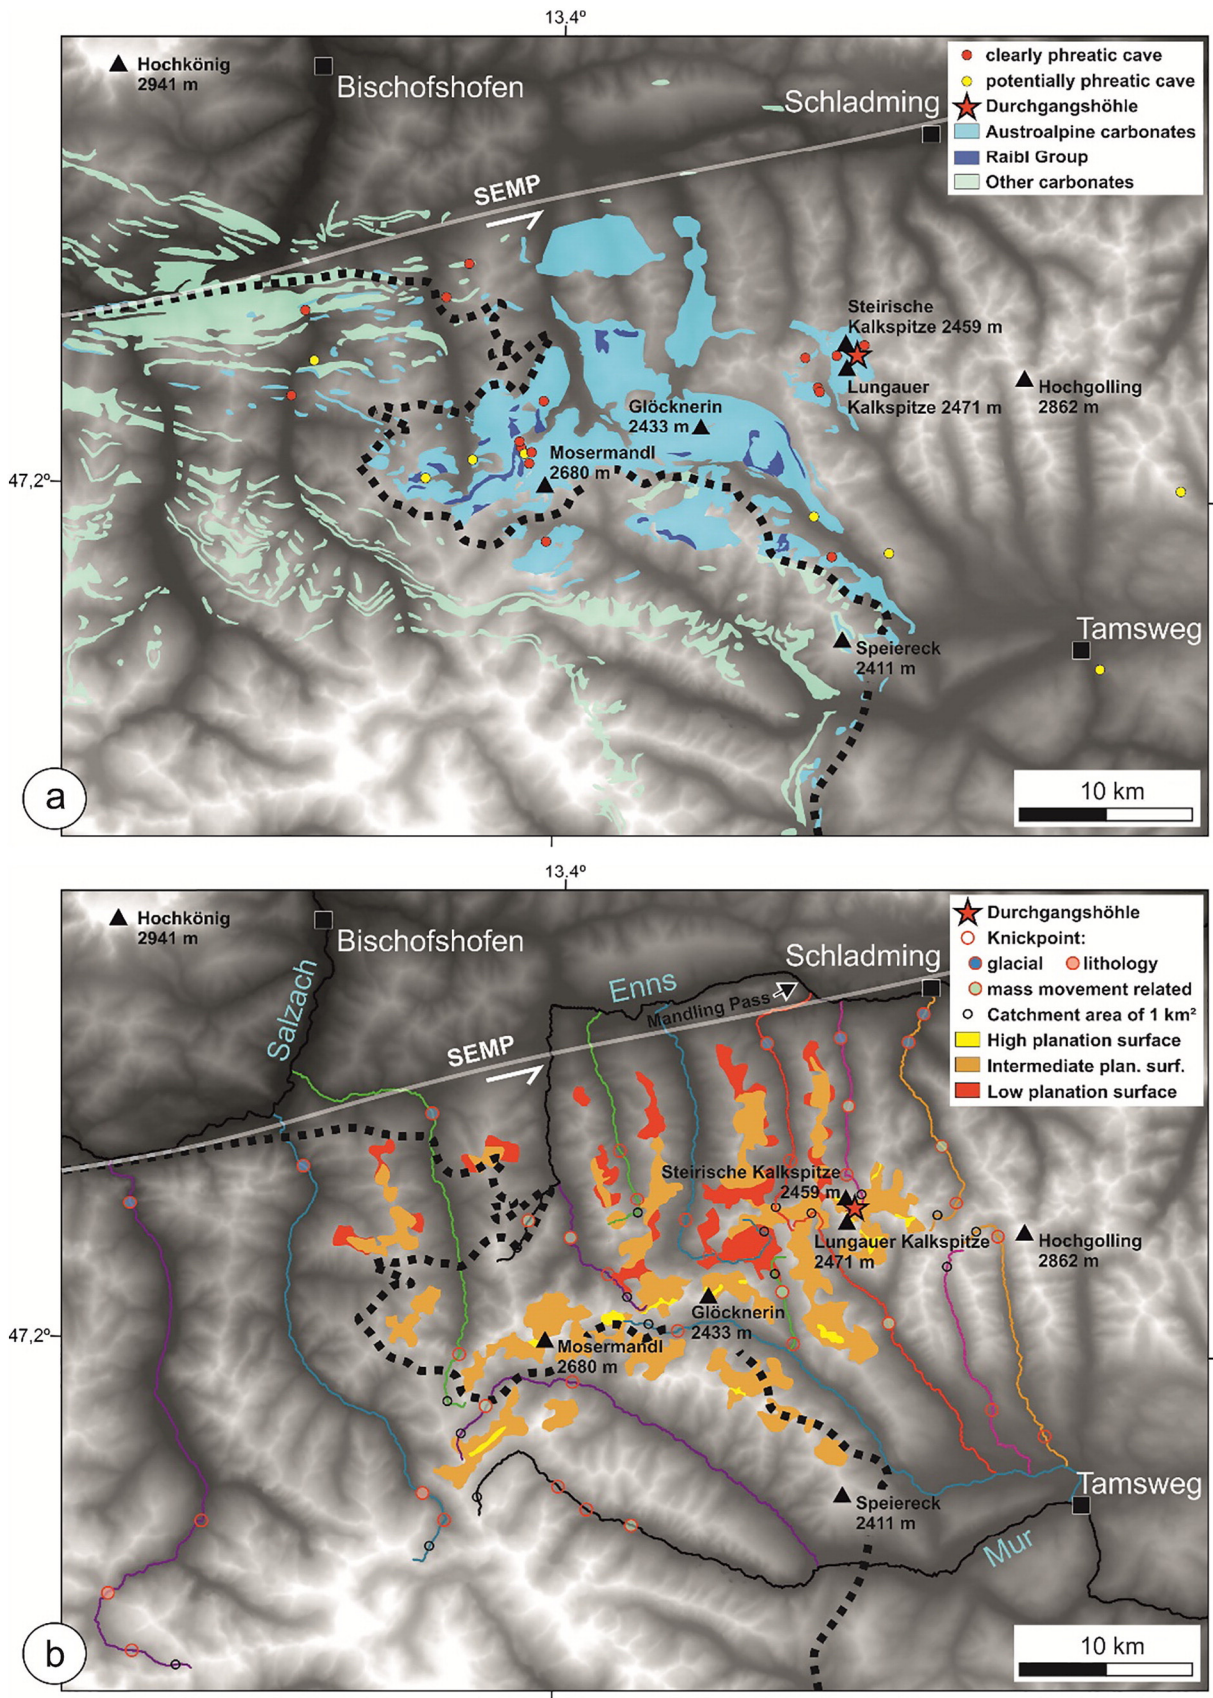 13.4º
Hochkönig
2941 m
Bischofshofen
Schladming
clearly phreatic cave
potentially phreatic cave
Durchgangshöhle
Austroalpine carbonates
Raibl Group
Other carbonates
SEMP
Steirische
Kalkspitze 2459 m
Lungauer
Kalkspitze 2471 m
Hochgolling
2862 m
Glöcknerin
2433 m
Mosermandl
2680 m
47,2º
Tamsweg
Speiereck
2411 m
a
10 km
13.4º
Hochkönig
2941 m
Bischofshofen
Schladming
Durchgangshöhle
Knickpoint:
glacial lithology
mass movement related
Catchment area of 1 km²
High planation surface
Intermediate plan. surf.
Low planation surface
Salzach
Enns
Mandling Pass
SEMP
Steirische Kalkspitze
2459 m
Lungauer Kalkspitze
2471 m
Hochgolling
2862 m
Glöcknerin
2433 m
47,2º
Mosermandl
2680 m
Tamsweg
Speiereck
2411 m
Mur
b
10 km